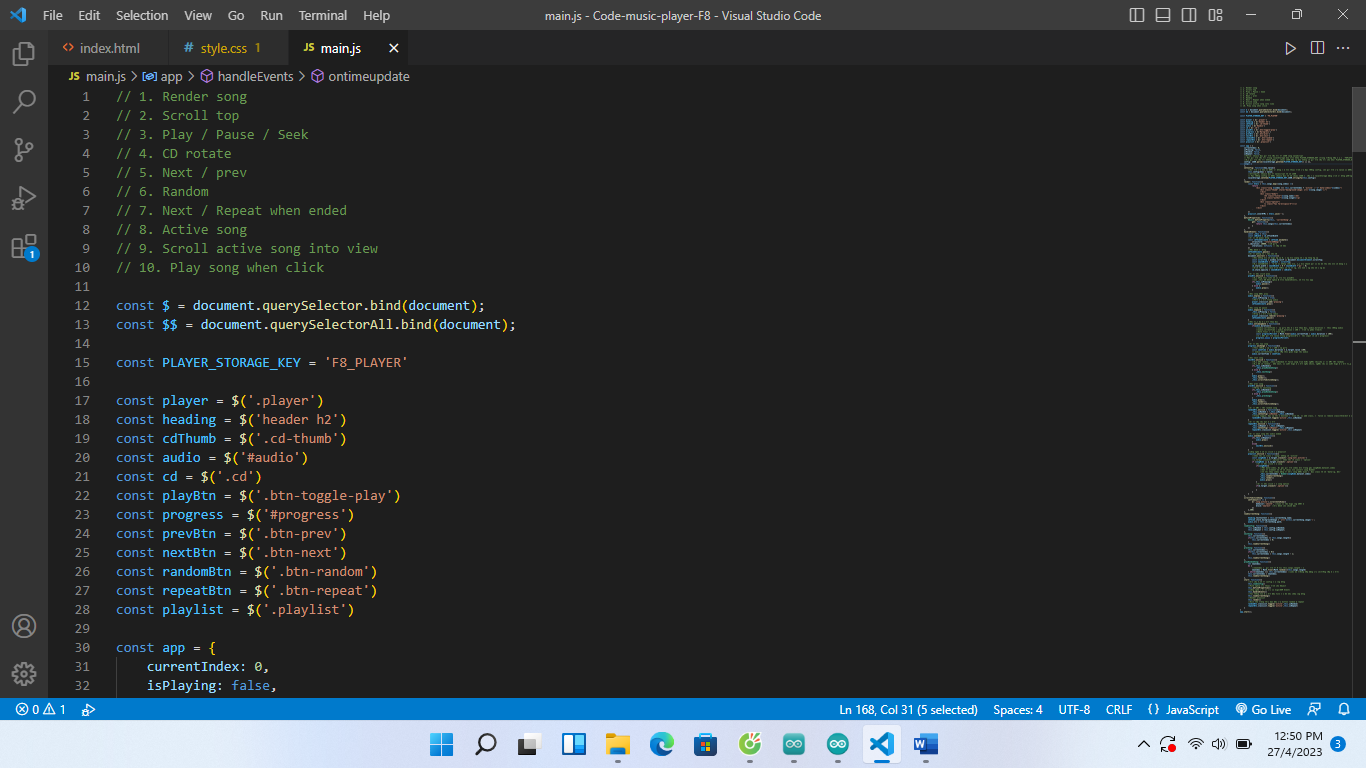 File Edit Selection View Go Run Terminal Help main.js - Code-music-player-F8 - Visual Studio Code
index.html # style.css 1 JS main.js
JS main.js > app > handleEvents > ontimeupdate
1 // 1. Render song
2 // 2. Scroll top
3 // 3. Play / Pause / Seek
4 // 4. CD rotate
5 // 5. Next / prev
6 // 6. Random
7 // 7. Next / Repeat when ended
8 // 8. Active song
9 // 9. Scroll active song into view
10 // 10. Play song when click
11
12 const $ = document.querySelector.bind(document);
13 const $$ = document.querySelectorAll.bind(document);
14
15 const PLAYER_STORAGE_KEY = 'F8_PLAYER'
16
17 const player = $('.player')
18 const heading = $('header h2')
19 const cdThumb = $('.cd-thumb')
20 const audio = $('#audio')
21 const cd = $('.cd')
22 const playBtn = $('.btn-toggle-play')
23 const progress = $('#progress')
24 const prevBtn = $('.btn-prev')
25 const nextBtn = $('.btn-next')
26 const randomBtn = $('.btn-random')
27 const repeatBtn = $('.btn-repeat')
28 const playlist = $('.playlist')
29
30 const app = {
31 currentIndex: 0,
32 isPlaying: false,
1
0 1 Ln 168, Col 31 (5 selected) Spaces: 4 UTF-8 CRLF {} JavaScript Go Live
12:50 PM
27/4/2023 3